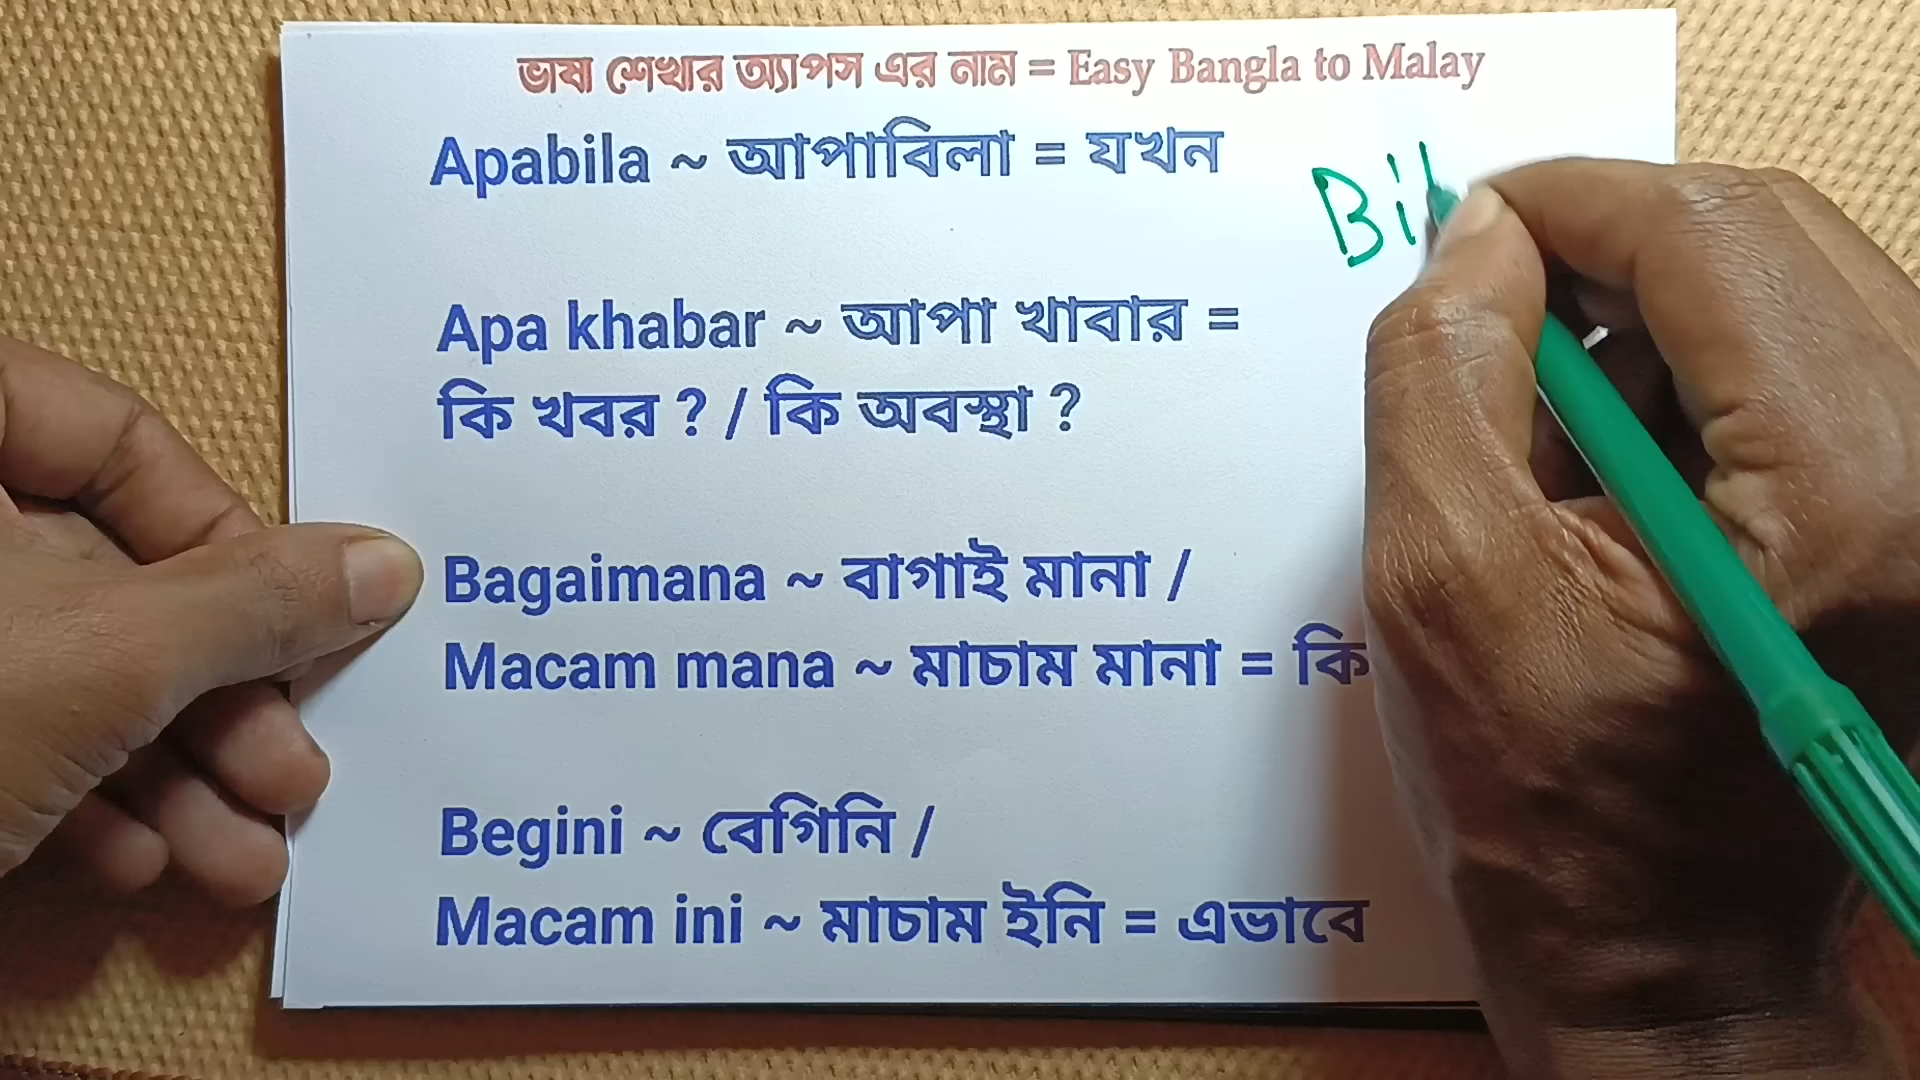 ভাষা শেখার অ্যাপস এর নাম = Easy Bangla to Malay
Apabila ~ আপাবিলা = যখন
Apa khabar ~ আপা খাবার =
কি খবর ? / কি অবস্থা ?
Bagaimana ~ বাগাই মানা /
Macam mana ~ মাচাম মানা = কি
Begini ~ বেগিনি /
Macam ini ~ মাচাম ইনি = এভাবে